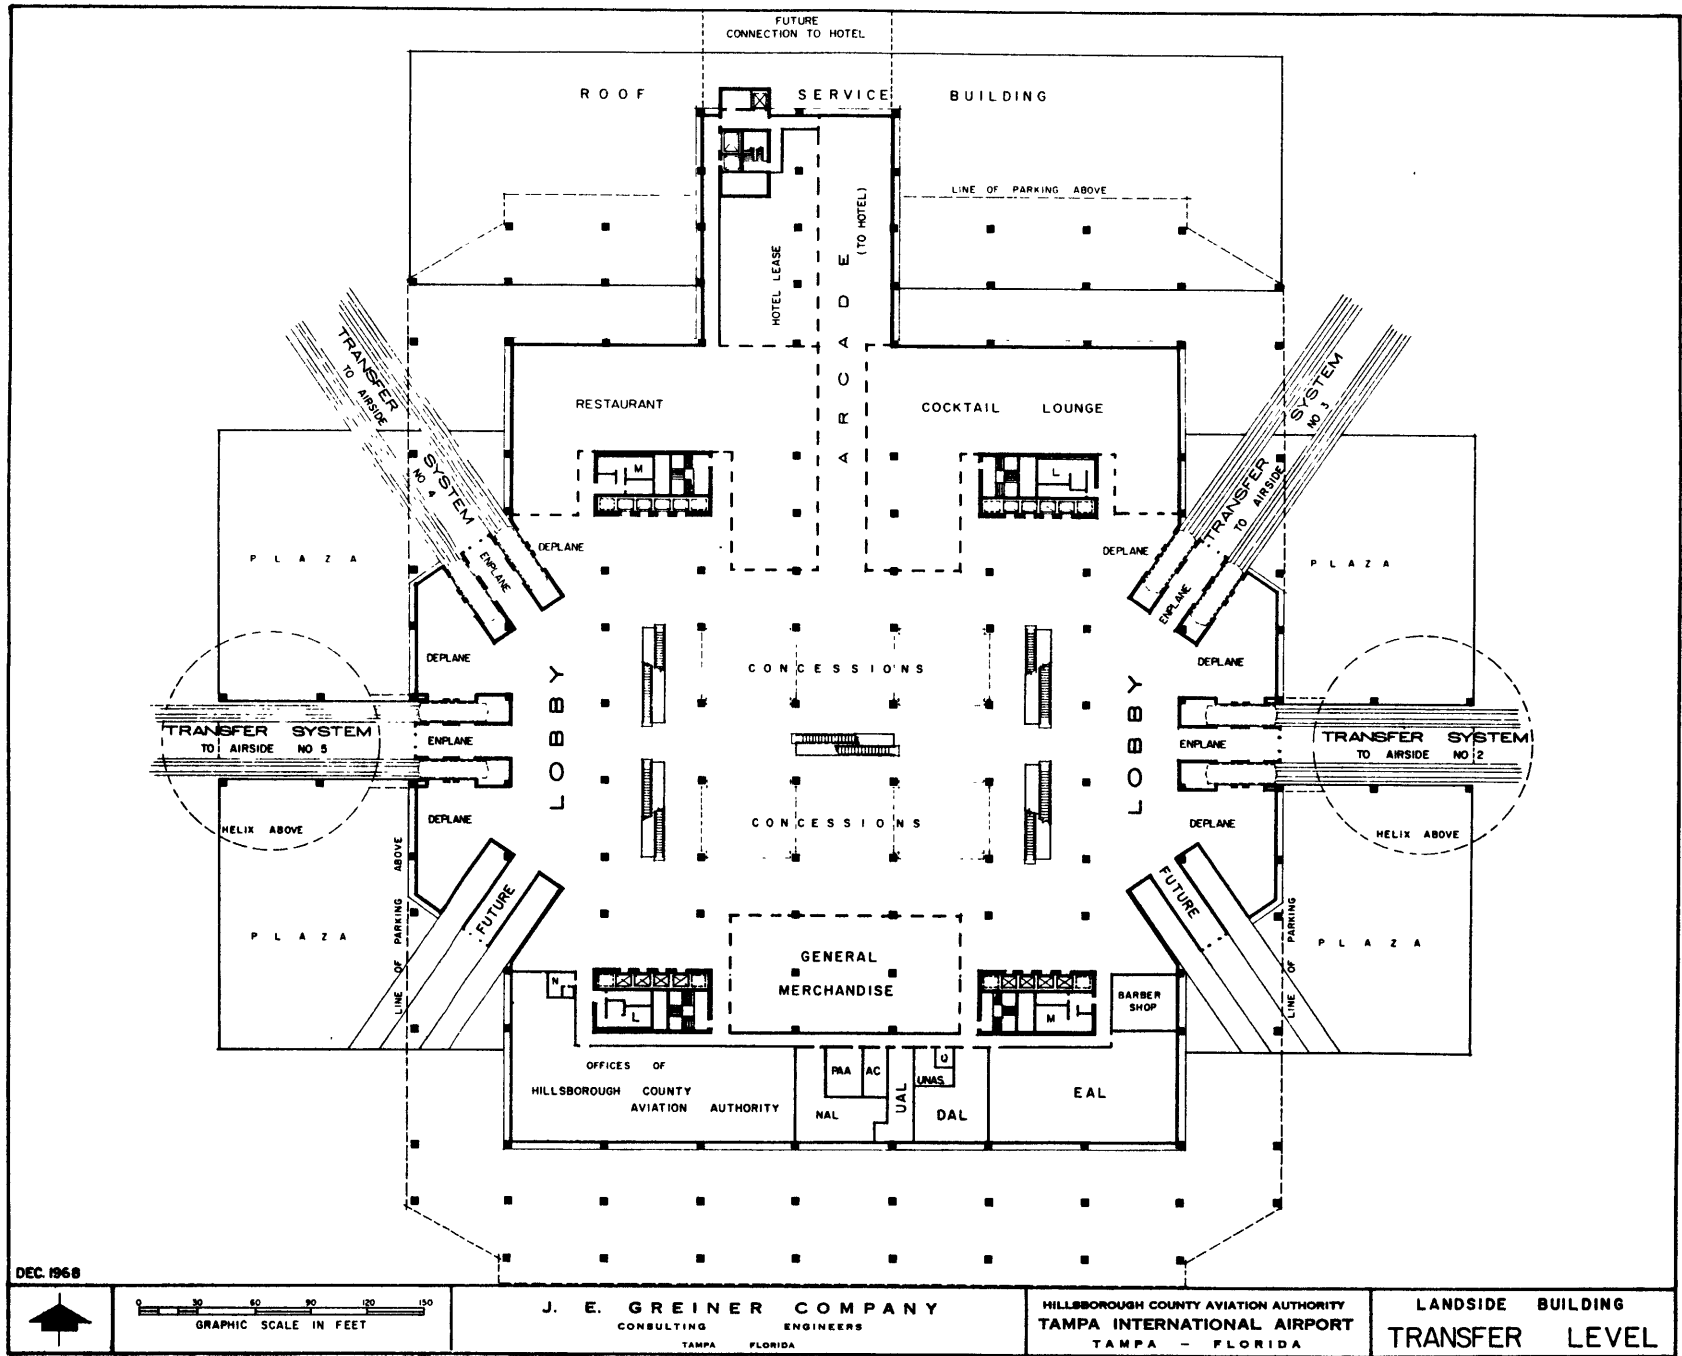 FUTURE
CONNECTION TO HOTEL
ROOF SERVICE BUILDING
LINE OF PARKING ABOVE
HOTEL LEASE
ARCADE
(TO HOTEL)
TRANSFER SYSTEM
TO AIRSIDE NO 4
TRANSFER SYSTEM
TO AIRSIDE NO 3
RESTAURANT
COCKTAIL LOUNGE
M
L
DEPLANE
ENPLANE
DEPLANE
ENPLANE
PLAZA
PLAZA
DEPLANE
DEPLANE
LOBBY
CONCESSIONS
LOBBY
TRANSFER SYSTEM
TO AIRSIDE NO 5
ENPLANE
ENPLANE
TRANSFER SYSTEM
TO AIRSIDE NO 2
DEPLANE
CONCESSIONS
DEPLANE
HELIX ABOVE
HELIX ABOVE
LINE OF PARKING ABOVE
FUTURE
FUTURE
LINE OF PARKING
PLAZA
PLAZA
GENERAL
MERCHANDISE
N
L
M
BARBER
SHOP
OFFICES OF
HILLSBOROUGH COUNTY
AVIATION AUTHORITY
PAA
AC
NAL
UAL
UNAS
DAL
EAL
DEC. 1968
0 30 60 90 120 150
GRAPHIC SCALE IN FEET
J. E. GREINER COMPANY
CONSULTING ENGINEERS
TAMPA FLORIDA
HILLSBOROUGH COUNTY AVIATION AUTHORITY
TAMPA INTERNATIONAL AIRPORT
TAMPA – FLORIDA
LANDSIDE BUILDING
TRANSFER LEVEL